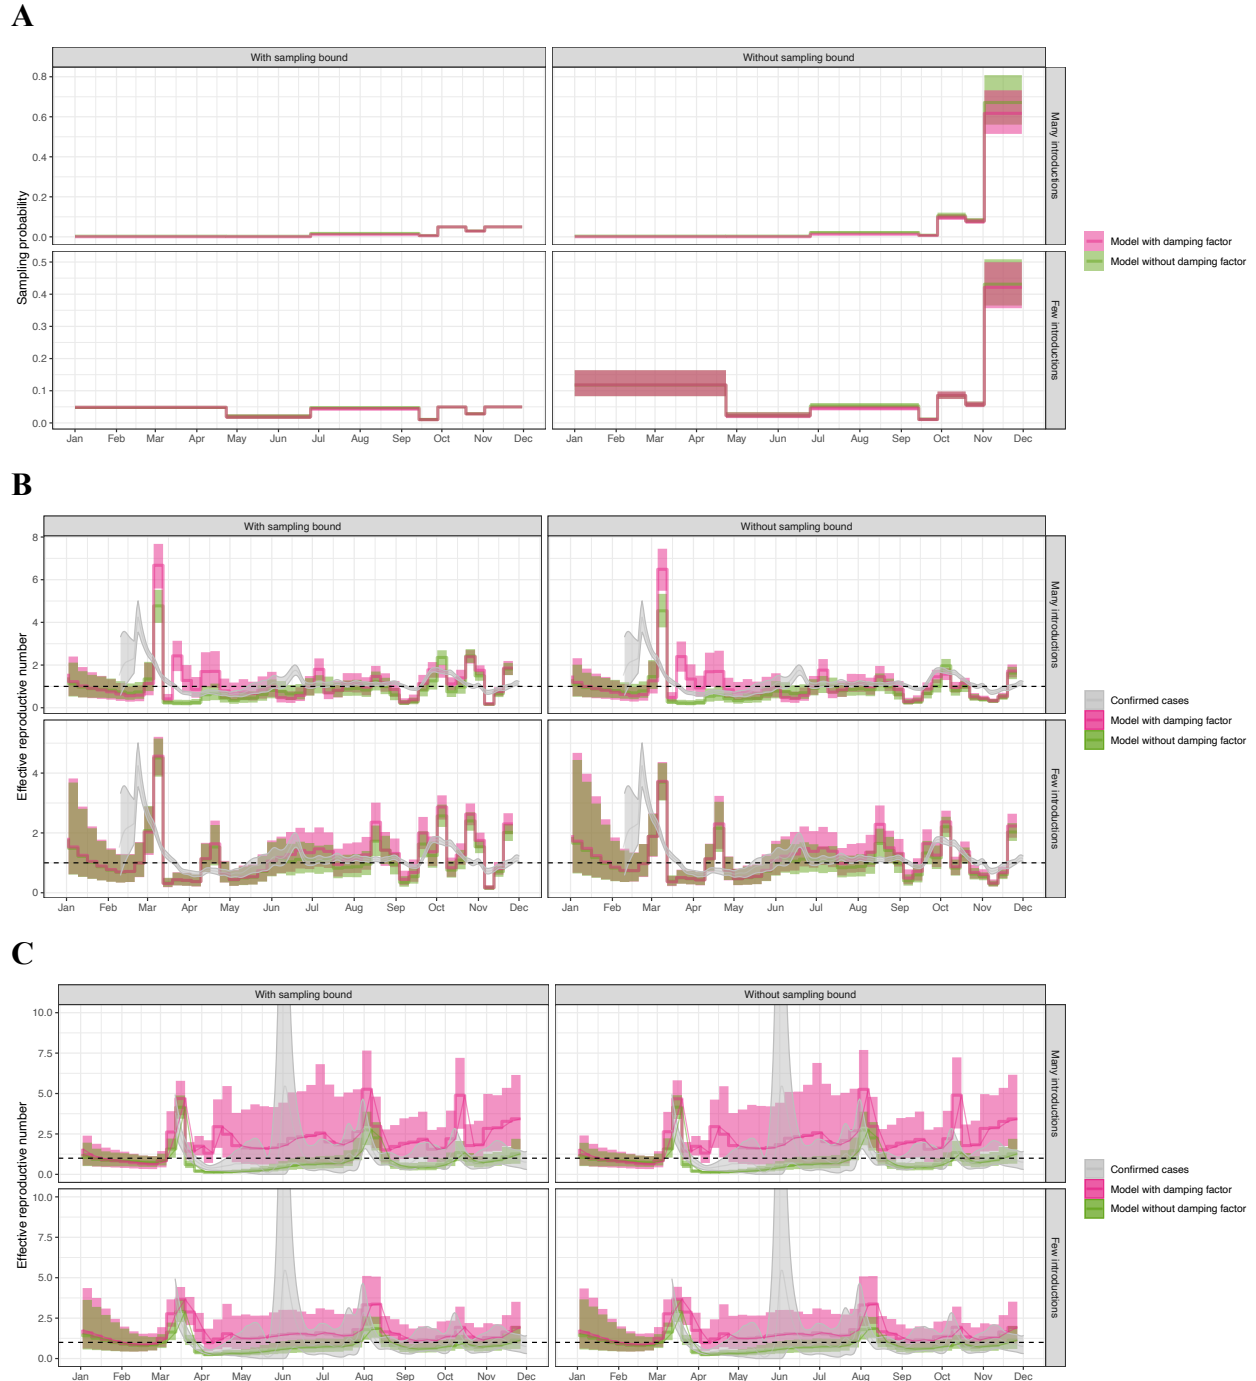 A
With sampling bound Without sampling bound
0.8
0.6
0.4
0.2
0.0
Many introductions
0.5
0.4
0.3
0.2
0.1
0.0
Few introductions
Sampling probability
Jan Feb Mar Apr May Jun Jul Aug Sep Oct Nov Dec Jan Feb Mar Apr May Jun Jul Aug Sep Oct Nov Dec
Model with damping factor
Model without damping factor
B
With sampling bound Without sampling bound
8
6
4
2
0
Many introductions
4
2
0
Few introductions
Effective reproductive number
Jan Feb Mar Apr May Jun Jul Aug Sep Oct Nov Dec Jan Feb Mar Apr May Jun Jul Aug Sep Oct Nov Dec
Confirmed cases
Model with damping factor
Model without damping factor
C
With sampling bound Without sampling bound
10.0
7.5
5.0
2.5
0.0
Many introductions
10.0
7.5
5.0
2.5
0.0
Few introductions
Effective reproductive number
Jan Feb Mar Apr May Jun Jul Aug Sep Oct Nov Dec Jan Feb Mar Apr May Jun Jul Aug Sep Oct Nov Dec
Confirmed cases
Model with damping factor
Model without damping factor